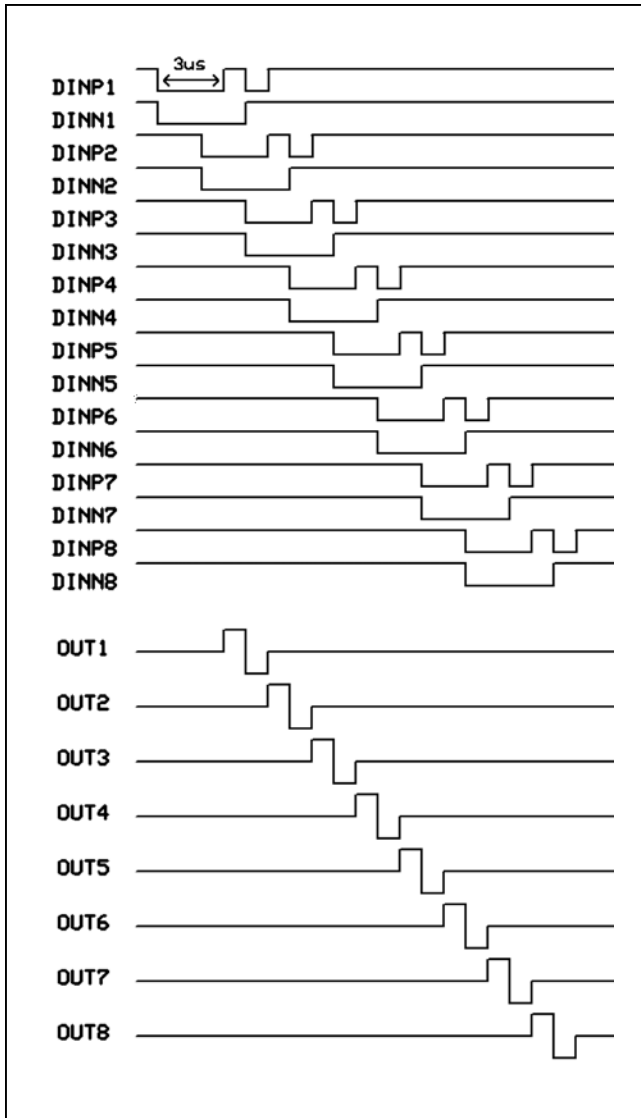 3us
DINP1
DINN1
DINP2
DINN2
DINP3
DINN3
DINP4
DINN4
DINP5
DINN5
DINP6
DINN6
DINP7
DINN7
DINP8
DINN8
OUT1
OUT2
OUT3
OUT4
OUT5
OUT6
OUT7
OUT8